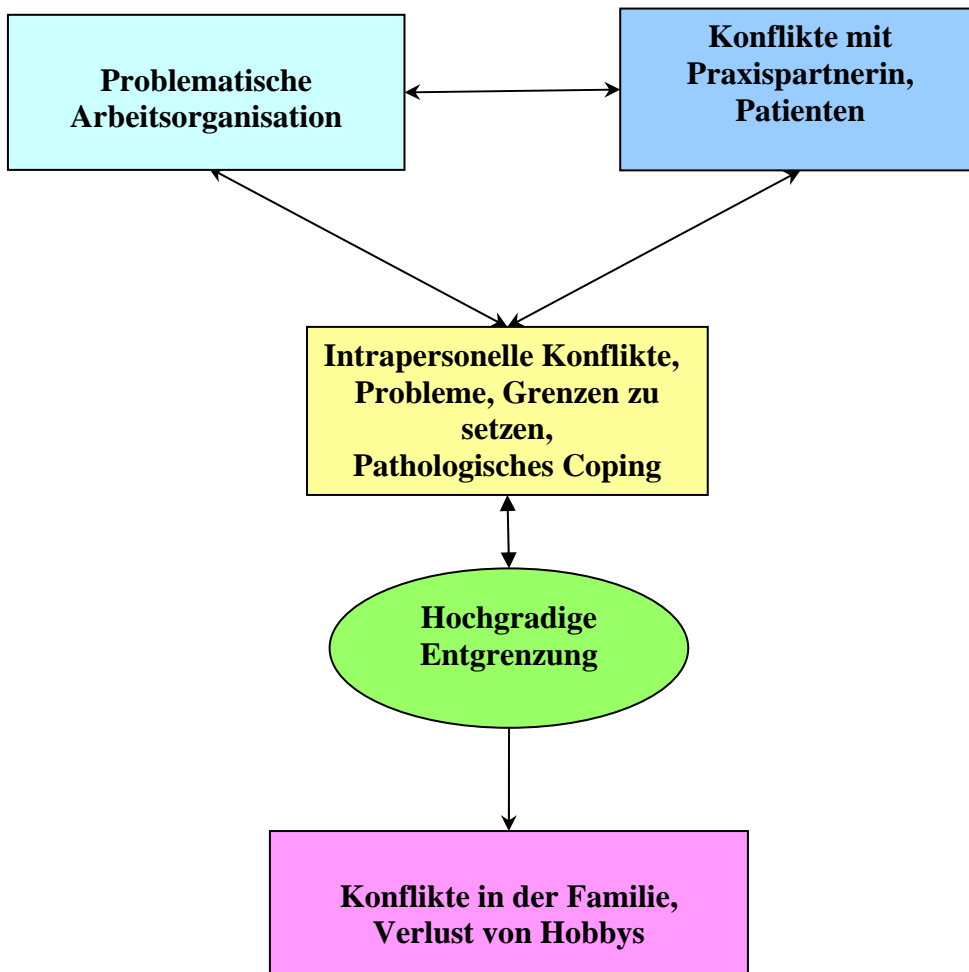 Problematische
Arbeitsorganisation
Konflikte mit
Praxispartnerin,
Patienten
Intrapersonelle Konflikte,
Probleme, Grenzen zu
setzen,
Pathologisches Coping
Hochgradige
Entgrenzung
Konflikte in der Familie,
Verlust von Hobbys